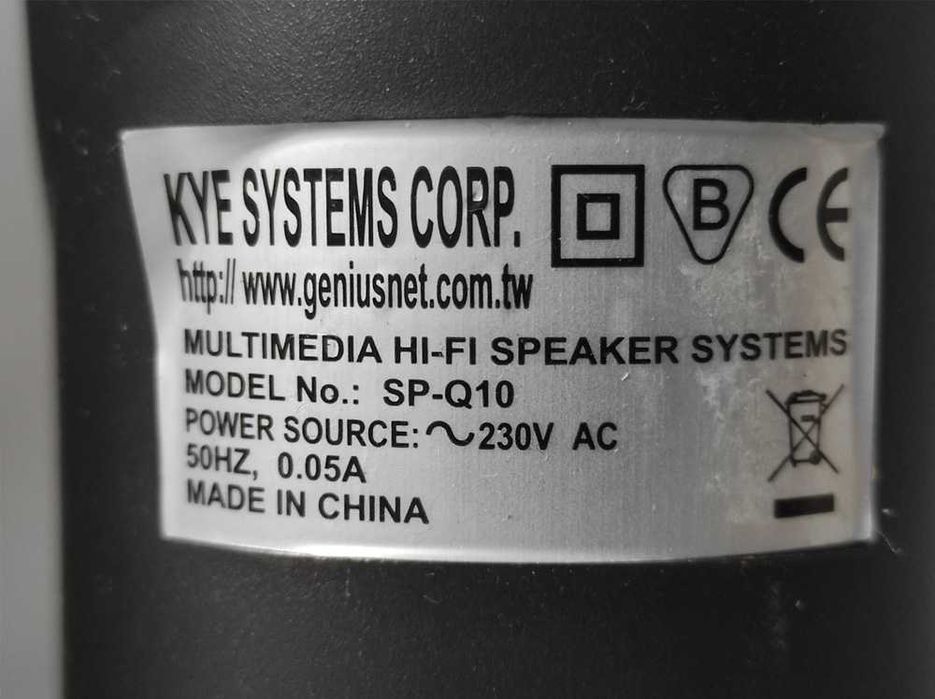 KYE SYSTEMS CORP.
B CE
http:// www.geniusnet.com.tw
MULTIMEDIA HI-FI SPEAKER SYSTEMS
MODEL No.: SP-Q10
POWER SOURCE:~230V AC
50HZ, 0.05A
MADE IN CHINA